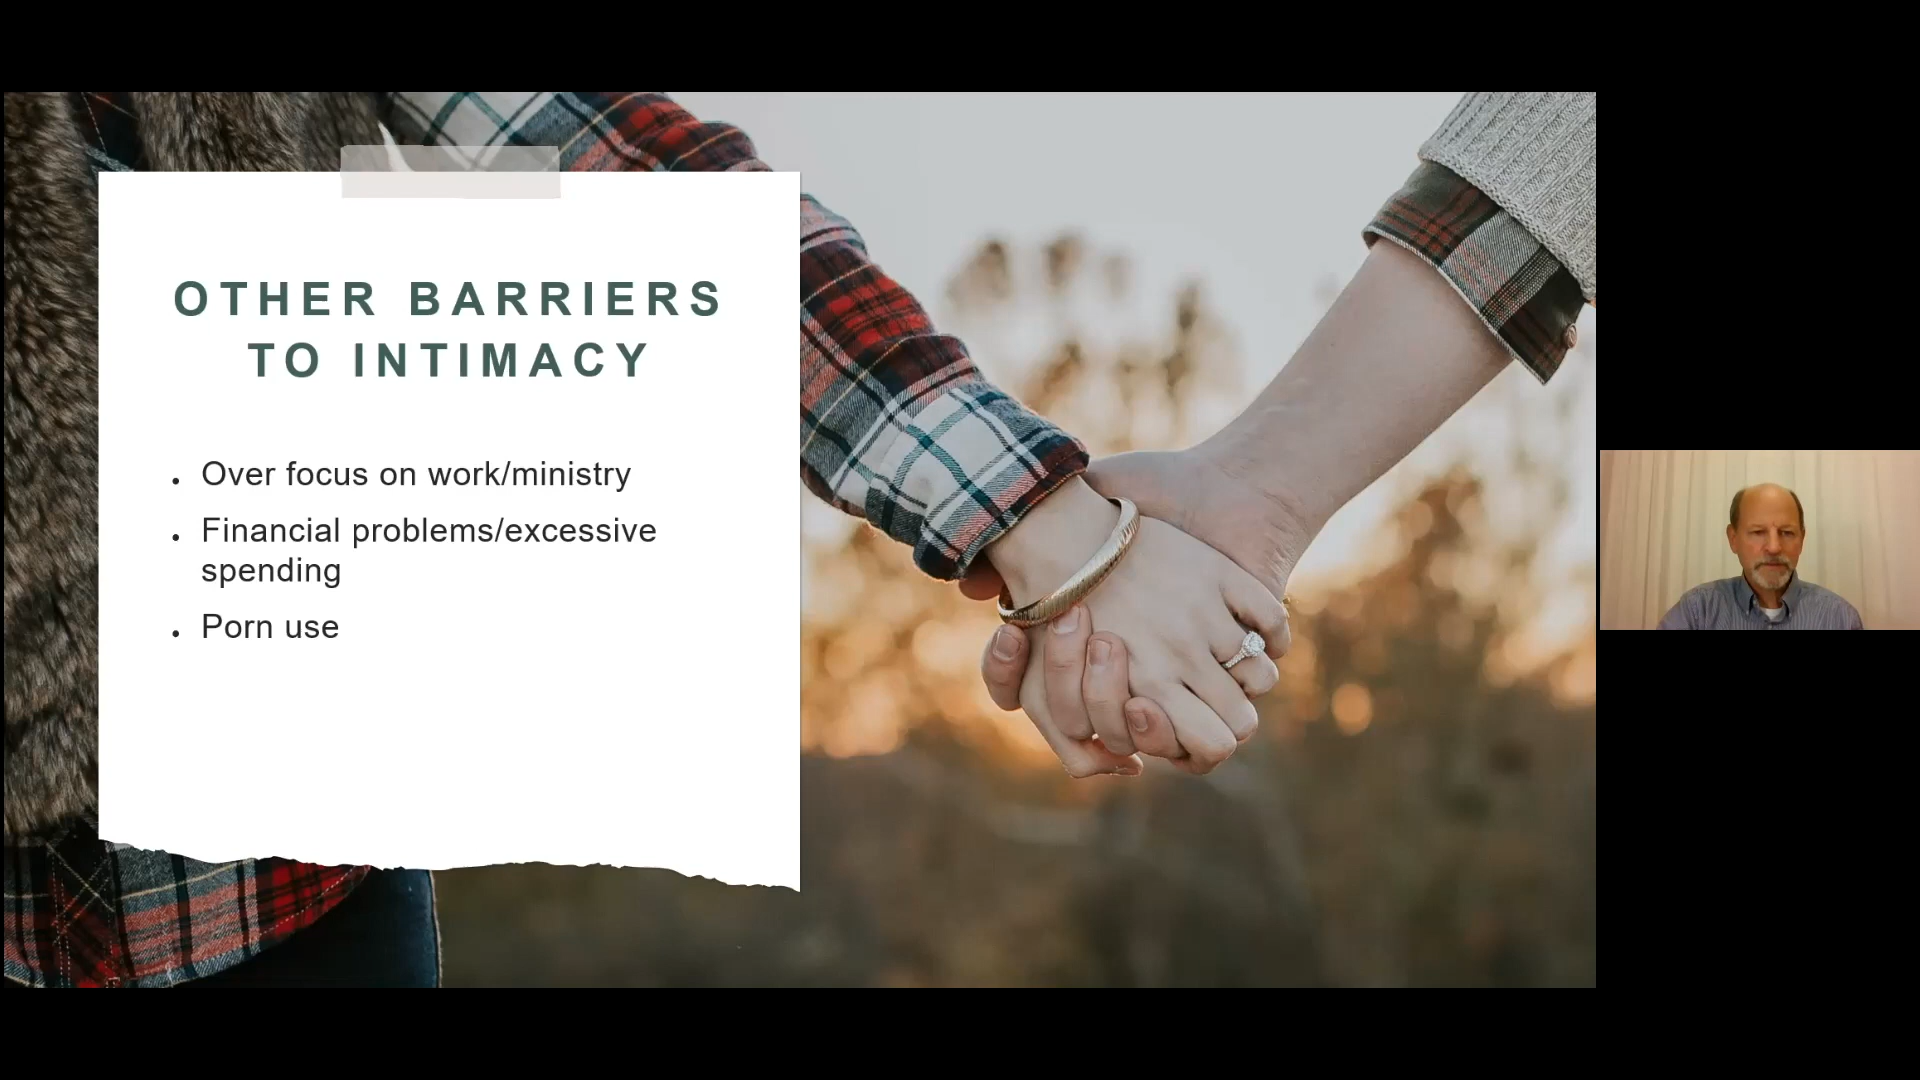 OTHER BARRIERS
TO INTIMACY
• Over focus on work/ministry
• Financial problems/excessive
spending
• Porn use